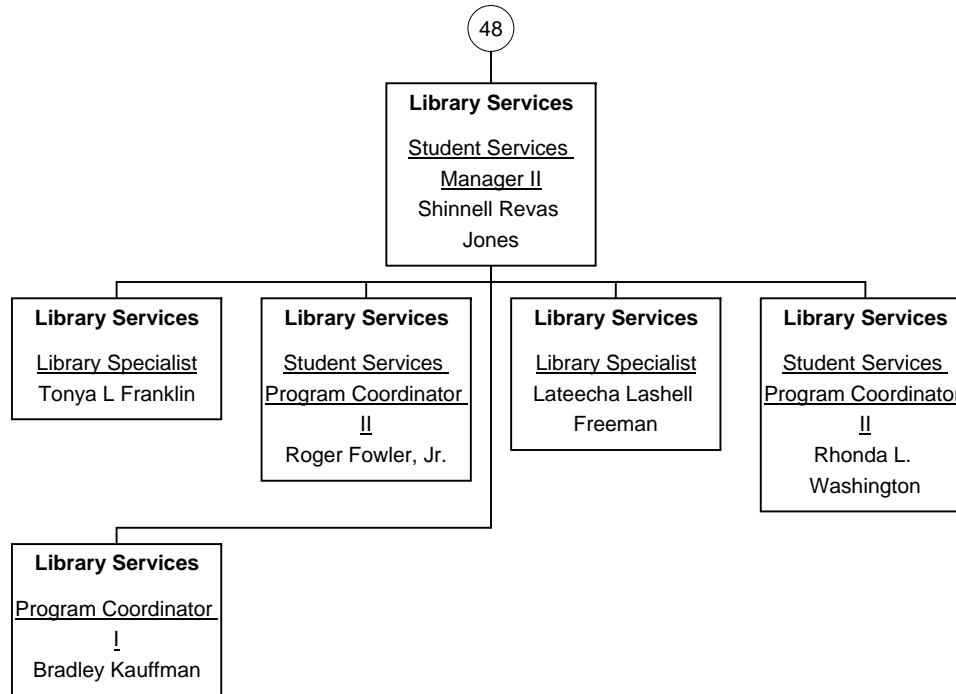 48
Library Services
Student Services
Manager II
Shinnell Revas
Jones
Library Services
Library Specialist
Tonya L Franklin
Library Services
Student Services
Program Coordinator
II
Roger Fowler, Jr.
Library Services
Library Specialist
Lateecha Lashell
Freeman
Library Services
Student Services
Program Coordinator
II
Rhonda L.
Washington
Library Services
Program Coordinator
I
Bradley Kauffman